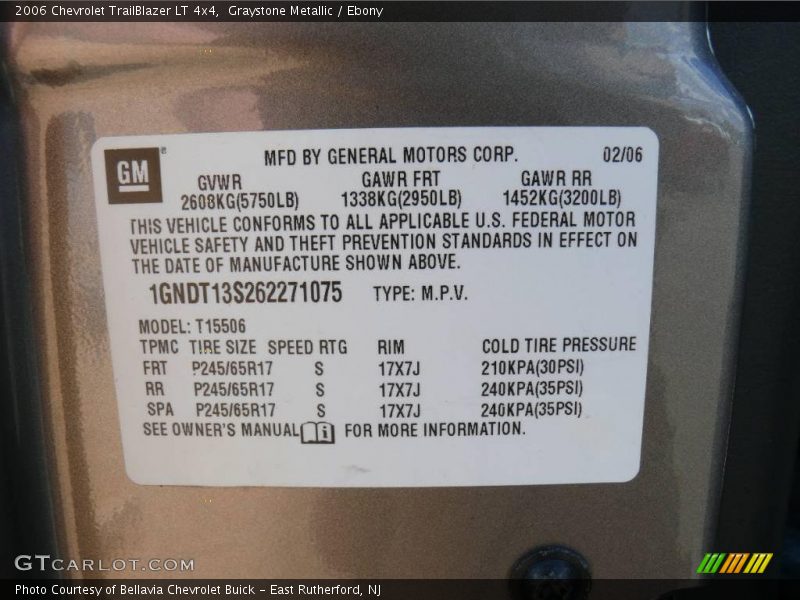 2006 Chevrolet TrailBlazer LT 4x4, Graystone Metallic / Ebony
GM
MFD BY GENERAL MOTORS CORP. 02/06
GVWR GAWR FRT GAWR RR
2608KG(5750LB) 1338KG(2950LB) 1452KG(3200LB)
THIS VEHICLE CONFORMS TO ALL APPLICABLE U.S. FEDERAL MOTOR
VEHICLE SAFETY AND THEFT PREVENTION STANDARDS IN EFFECT ON
THE DATE OF MANUFACTURE SHOWN ABOVE.
1GNDT13S262271075 TYPE: M.P.V.
MODEL: T15506
TPMC TIRE SIZE SPEED RTG RIM COLD TIRE PRESSURE
FRT P245/65R17 S 17X7J 210KPA(30PSI)
RR P245/65R17 S 17X7J 240KPA(35PSI)
SPA P245/65R17 S 17X7J 240KPA(35PSI)
SEE OWNER'S MANUAL FOR MORE INFORMATION.
GTCARLOT.COM
Photo Courtesy of Bellavia Chevrolet Buick - East Rutherford, NJ